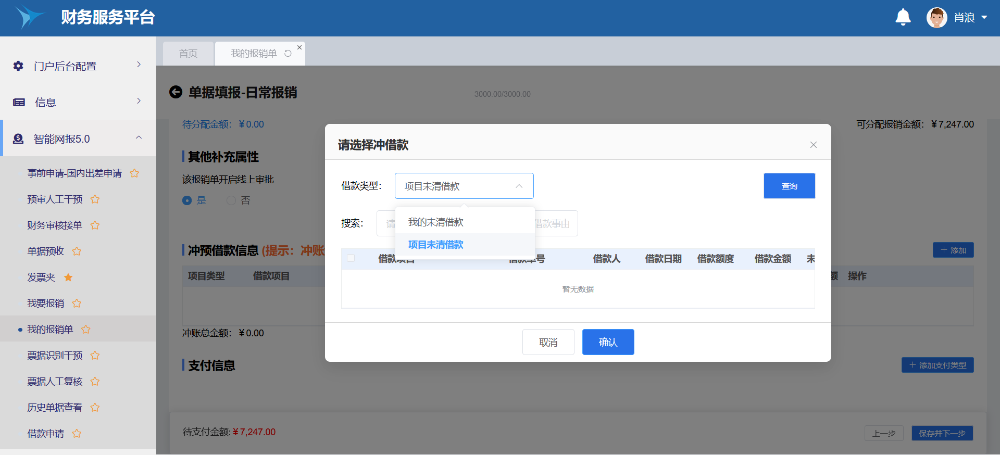 财务服务平台
肖浪
首页
我的报销单
门户后台配置
信息
智能网报5.0
事前申请-国内出差申请
预审人工干预
财务审核接单
单据预收
发票夹
我要报销
我的报销单
票据识别干预
票据人工复核
历史单据查看
借款申请
单据填报-日常报销
3000.00/3000.00
待分配金额：￥0.00
可分配报销金额：￥7,247.00
其他补充属性
该报销单开启线上审批
是 否
冲预借款信息 (提示：冲账
添加
项目类型 借款项目 额 操作
冲账总金额：￥0.00
支付信息
添加支付类型
待支付金额:￥7,247.00
上一步 保存并下一步
请选择冲借款
借款类型： 项目未清借款 查询
我的未清借款
项目未清借款
搜索： 请 借款事由
借款项目 借款单号 借款人 借款日期 借款额度 借款金额 未
暂无数据
取消 确认